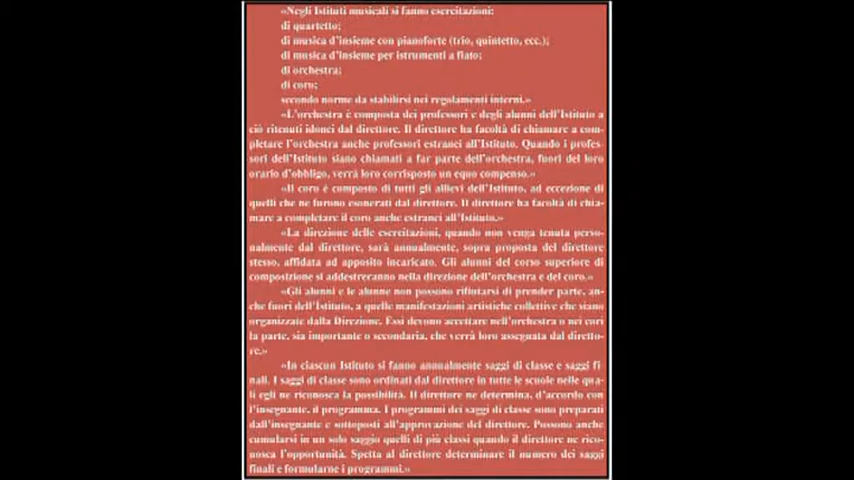 «Negli Istituti musicali si fanno esercitazioni:
di quartetto;
di musica d'insieme con pianoforte (trio, quintetto, ecc.);
di musica d'insieme per istrumenti a fiato;
di orchestra;
di coro;
secondo norme da stabilirsi nei regolamenti interni.»
«L'orchestra è composta dei professori e degli alunni dell'Istituto a
ciò ritenuti idonei dal direttore. Il direttore ha facoltà di chiamare a com-
pletare l'orchestra anche professori estranei all'Istituto. Quando i profes-
sori dell'Istituto siano chiamati a far parte dell'orchestra, fuori del loro
orario d'obbligo, verrà loro corrisposto un equo compenso.»
«Il coro è composto di tutti gli allievi dell'Istituto, ad eccezione di
quelli che ne furono esonerati dal direttore. Il direttore ha facoltà di chia-
mare a completare il coro anche estranei all'Istituto.»
«La direzione delle esercitazioni, quando non venga tenuta perso-
nalmente dal direttore, sarà annualmente, sopra proposta del direttore
stesso, affidata ad apposito incaricato. Gli alunni del corso superiore di
composizione si addestreranno nella direzione dell'orchestra e del coro.»
«Gli alunni e le alunne non possono rifiutarsi di prender parte, an-
che fuori dell'Istituto, a quelle manifestazioni artistiche collettive che siano
organizzate dalla Direzione. Essi devono accettare nell'orchestra o nei cori
la parte, sia importante o secondaria, che verrà loro assegnata dal diretto-
re.»
«In ciascun Istituto si fanno annualmente saggi di classe e saggi fi-
nali. I saggi di classe sono ordinati dal direttore in tutte le scuole nelle qua-
li egli ne riconosca la possibilità. Il direttore ne determina, d'accordo con
l'insegnante, il programma. I programmi dei saggi di classe sono preparati
dall'insegnante e sottoposti all'approvazione del direttore. Possono anche
cumularsi in un solo saggio quelli di più classi quando il direttore ne rico-
nosca l'opportunità. Spetta al direttore determinare il numero dei saggi
finali e formularne i programmi.»